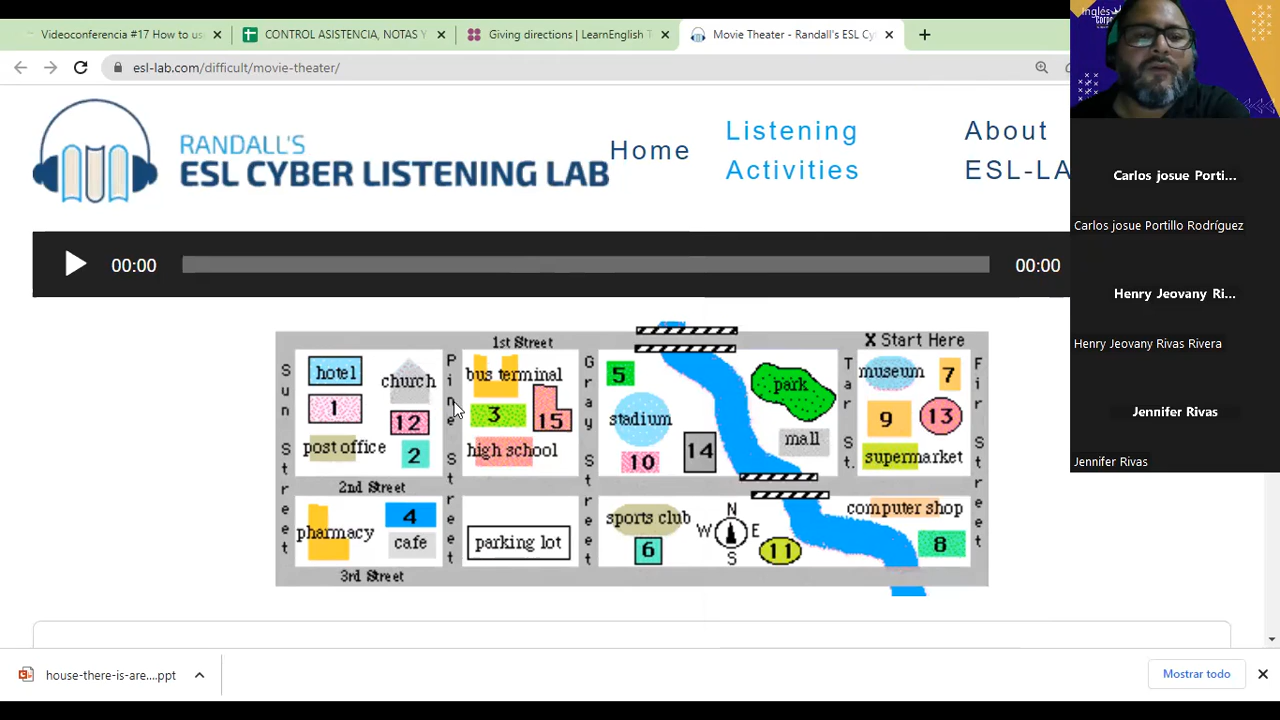 Videoconferencia #17 How to us
CONTROL ASISTENCIA, NOTAS Y
Giving directions | LearnEnglish T
Movie Theater - Randall's ESL Cy
esl-lab.com/difficult/movie-theater/
RANDALL'S
ESL CYBER LISTENING LAB
Home
Listening
Activities
About
ESL-LA
00:00
00:00
1st Street
X Start Here
Sun Street
Pine Street
Gray Street
Tar St.
Fir Street
hotel
church
1
12
post office
2
bus terminal
3
15
high school
5
stadium
10
14
park
mall
museum
7
9
13
supermarket
2nd Street
pharmacy
4
cafe
parking lot
sports club
6
N
W
E
S
11
computer shop
8
3rd Street
house-there-is-are....ppt
Mostrar todo
Inglés
Carlos josue Porti...
Carlos josue Portillo Rodríguez
Henry Jeovany Ri...
Henry Jeovany Rivas Rivera
Jennifer Rivas
Jennifer Rivas